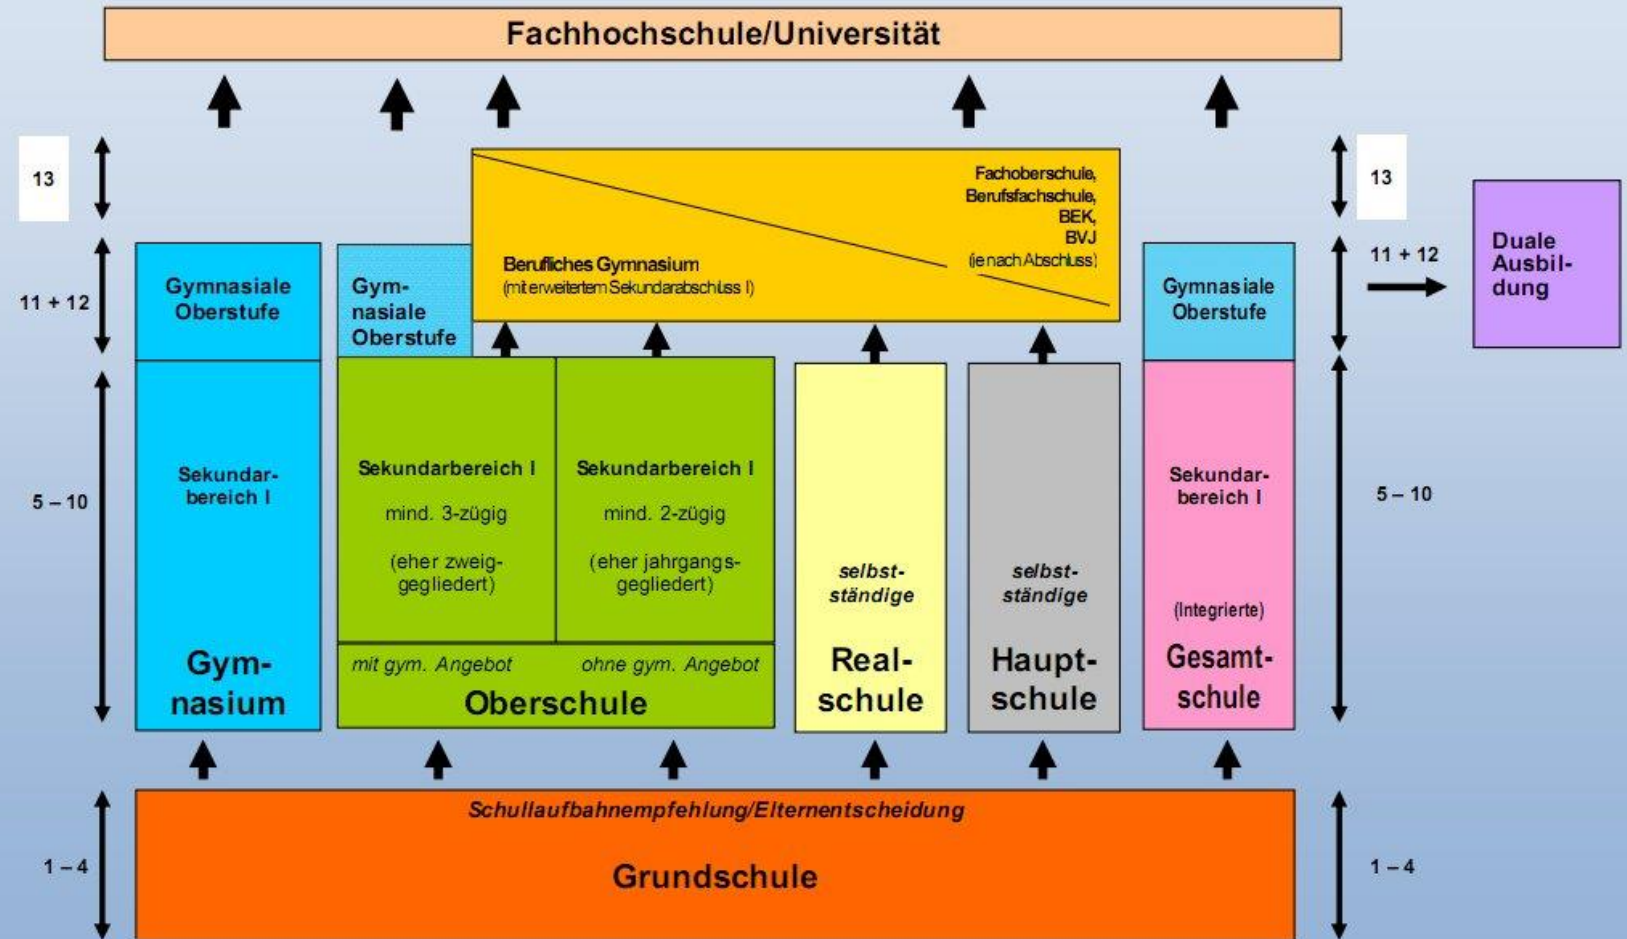 Fachhochschule/Universität
13
13
Fachoberschule,
Berufsfachschule,
BEK,
BVJ
(je nach Abschluss)
Berufliches Gymnasium
(mit erweitertem Sekundarabschluss I)
11 + 12
Gymnasiale
Oberstufe
Gym-
nasiale
Oberstufe
Gymnasiale
Oberstufe
11 + 12
Duale
Ausbil-
dung
5 – 10
Sekundar-
bereich I
Gym-
nasium
Sekundarbereich I
mind. 3-zügig
(eher zweig-
gegliedert)
mit gym. Angebot
Sekundarbereich I
mind. 2-zügig
(eher jahrgangs-
gegliedert)
ohne gym. Angebot
Oberschule
selbst-
ständige
Real-
schule
selbst-
ständige
Haupt-
schule
Sekundar-
bereich I
(Integrierte)
Gesamt-
schule
5 – 10
Schullaufbahnempfehlung/Elternentscheidung
1 – 4
Grundschule
1 – 4